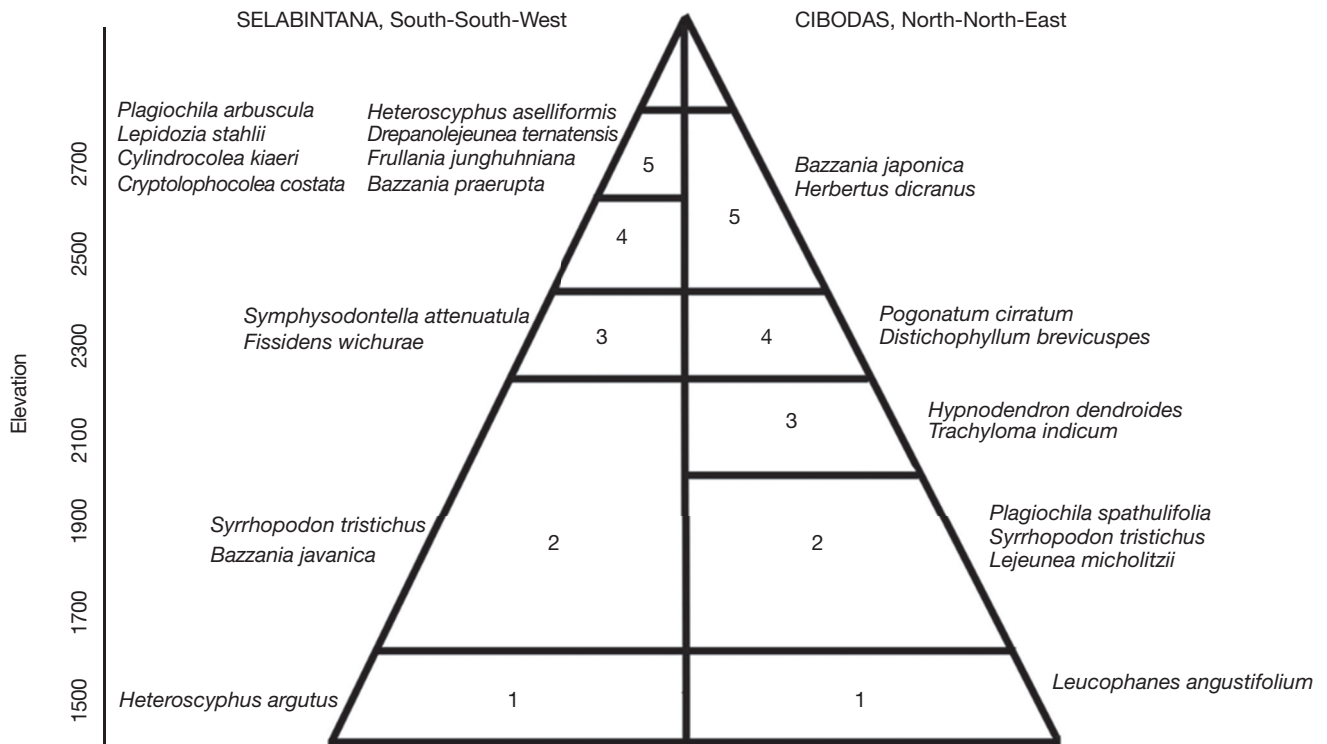 SELABINTANA, South-South-West
CIBODAS, North-North-East
Plagiochila arbuscula
Lepidozia stahlii
Cylindrocolea kiaeri
Cryptolophocolea costata
Heteroscyphus aselliformis
Drepanolejeunea ternatensis
Frullania junghuhniana
Bazzania praerupta
5
Bazzania japonica
Herbertus dicranus
5
4
Symphysodontella attenuatula
Fissidens wichurae
3
4
Pogonatum cirratum
Distichophyllum brevicuspes
3
Hypnodendron dendroides
Trachyloma indicum
Syrrhopodon tristichus
Bazzania javanica
2
2
Plagiochila spathulifolia
Syrrhopodon tristichus
Lejeunea micholitzii
Heteroscyphus argutus
1
1
Leucophanes angustifolium
Elevation
2700
2500
2300
2100
1900
1700
1500